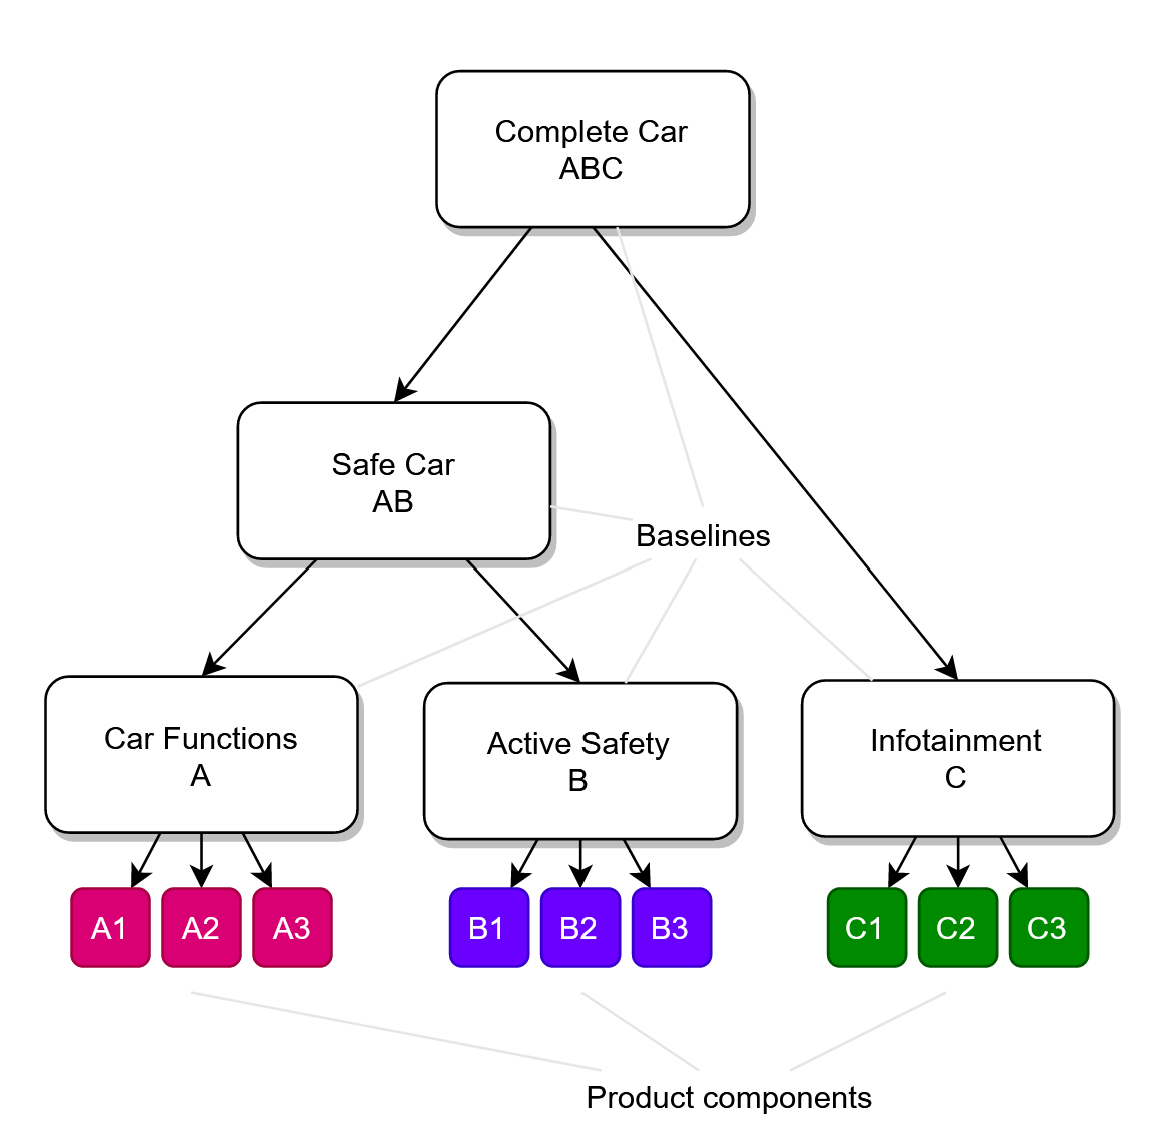 Complete Car
ABC
Safe Car
AB
Baselines
Car Functions
A
Active Safety
B
Infotainment
C
A1 A2 A3 B1 B2 B3 C1 C2 C3
Product components